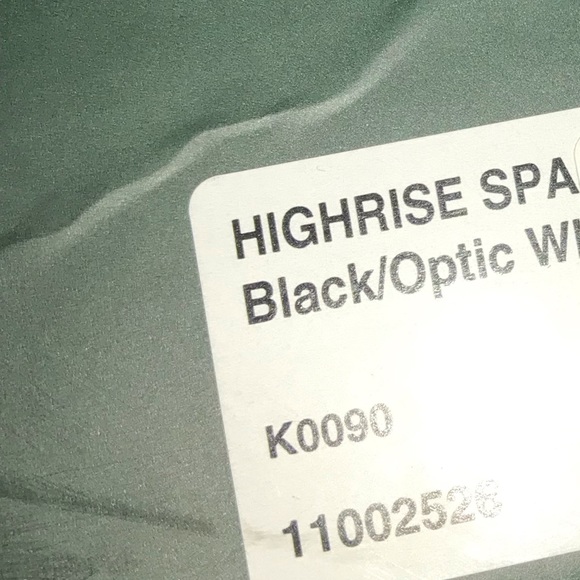 HIGHRISE SPA
Black/Optic
K0090
11002526